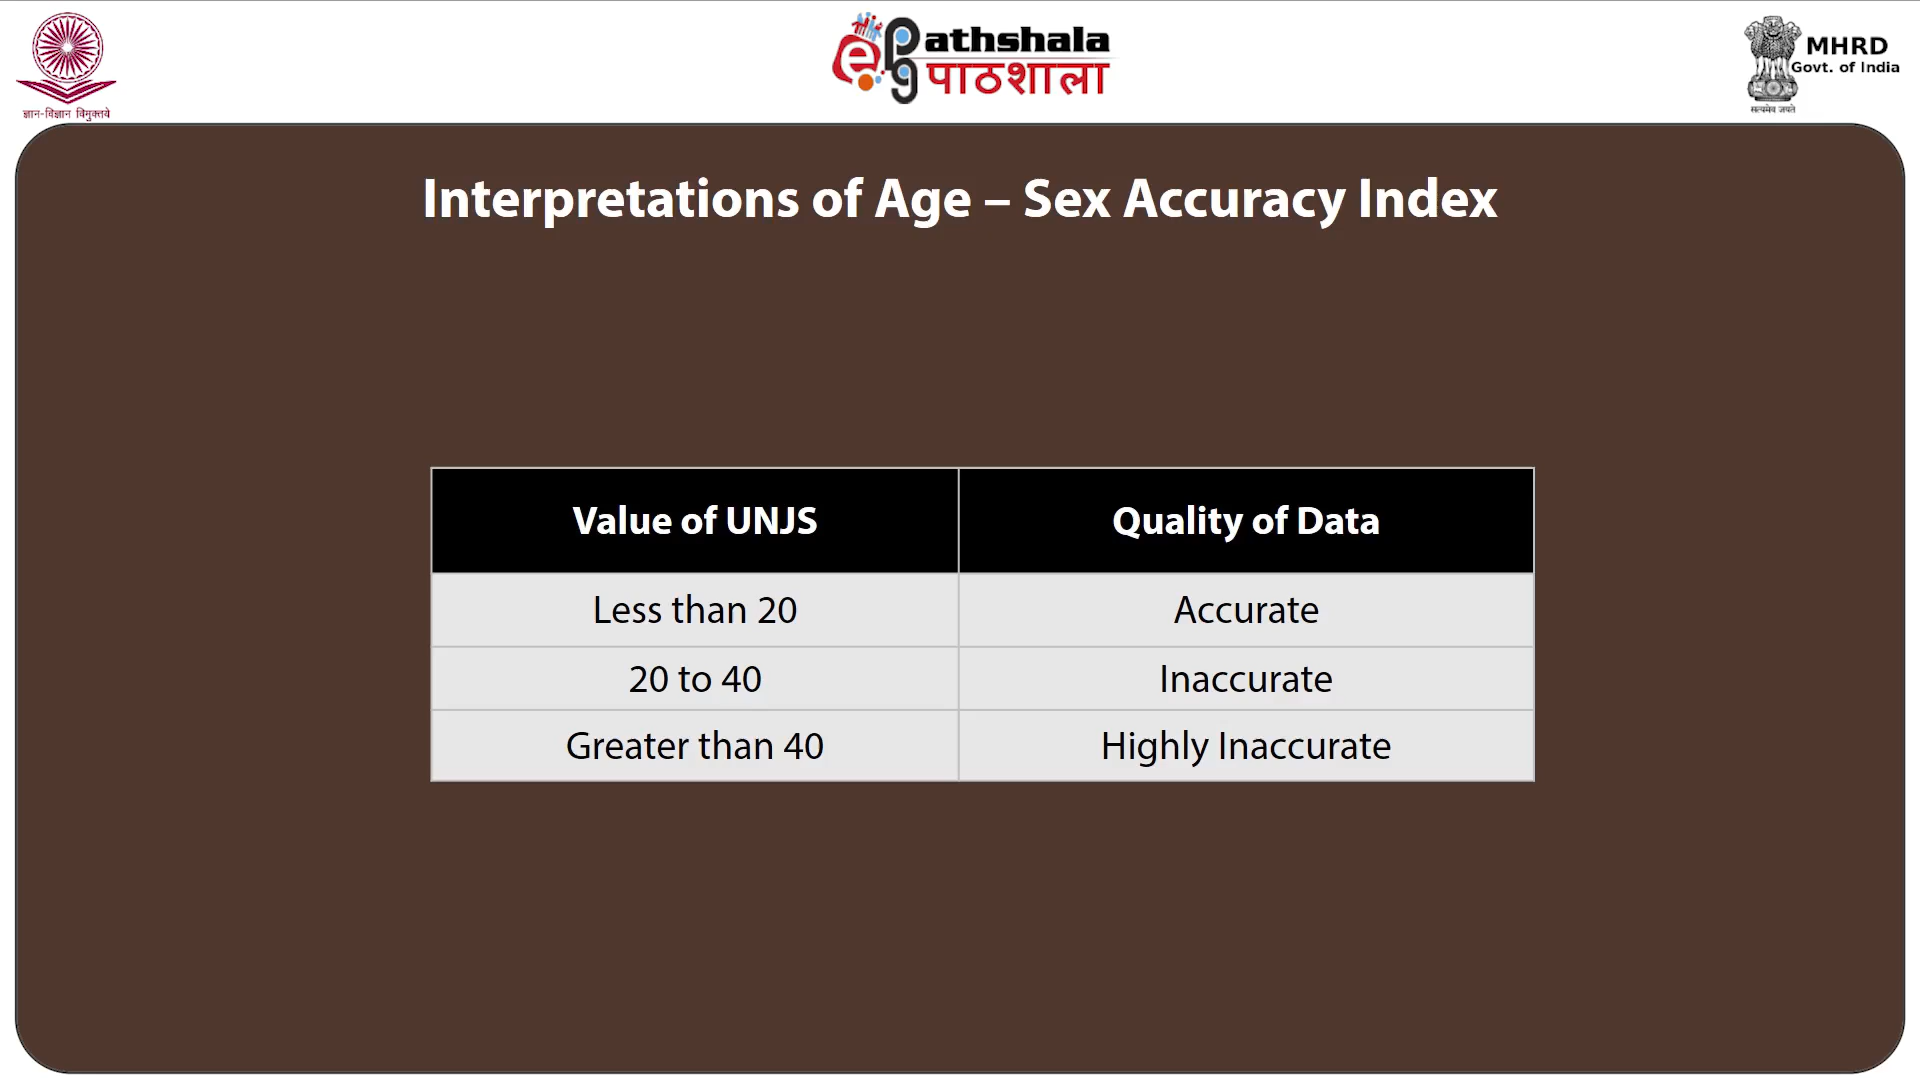 ज्ञान-विज्ञान विमुक्तये
ePathshala
पाठशाला
pg
MHRD
Govt. of India
सत्यमेव जयते
Interpretations of Age – Sex Accuracy Index
Value of UNJS Quality of Data
Less than 20 Accurate
20 to 40 Inaccurate
Greater than 40 Highly Inaccurate